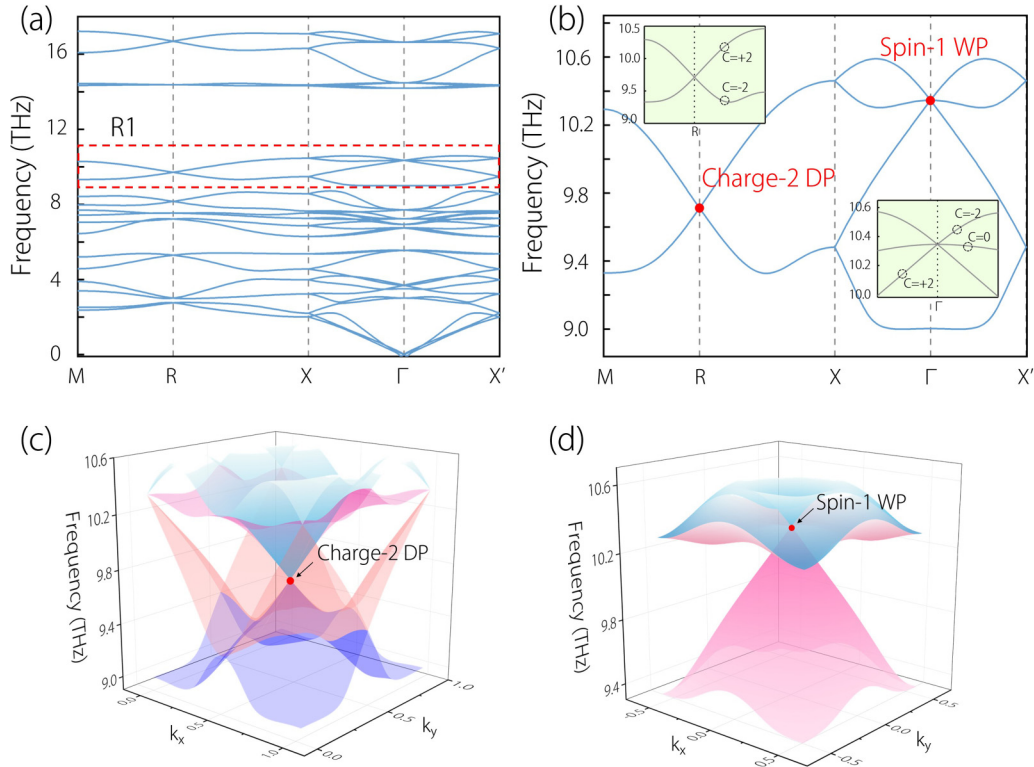 (a)
Frequency (THz)
16
12
8
4
0
R1
M
R
X
Γ
X′
(b)
Frequency (THz)
10.6
10.2
9.8
9.4
9.0
10.5
10.0
9.5
9.0
C=+2
C=-2
R
Spin-1 WP
Charge-2 DP
10.6
10.4
10.2
10.0
C=-2
C=0
C=+2
Γ
M
R
X
Γ
X′
(c)
Frequency (THz)
10.6
10.2
9.8
9.4
9.0
Charge-2 DP
0.0
0.5
1.0
kx
0.0
0.5
1.0
ky
(d)
Frequency (THz)
10.6
10.2
9.8
9.4
Spin-1 WP
-0.5
0.0
0.5
kx
-0.5
0.0
0.5
ky